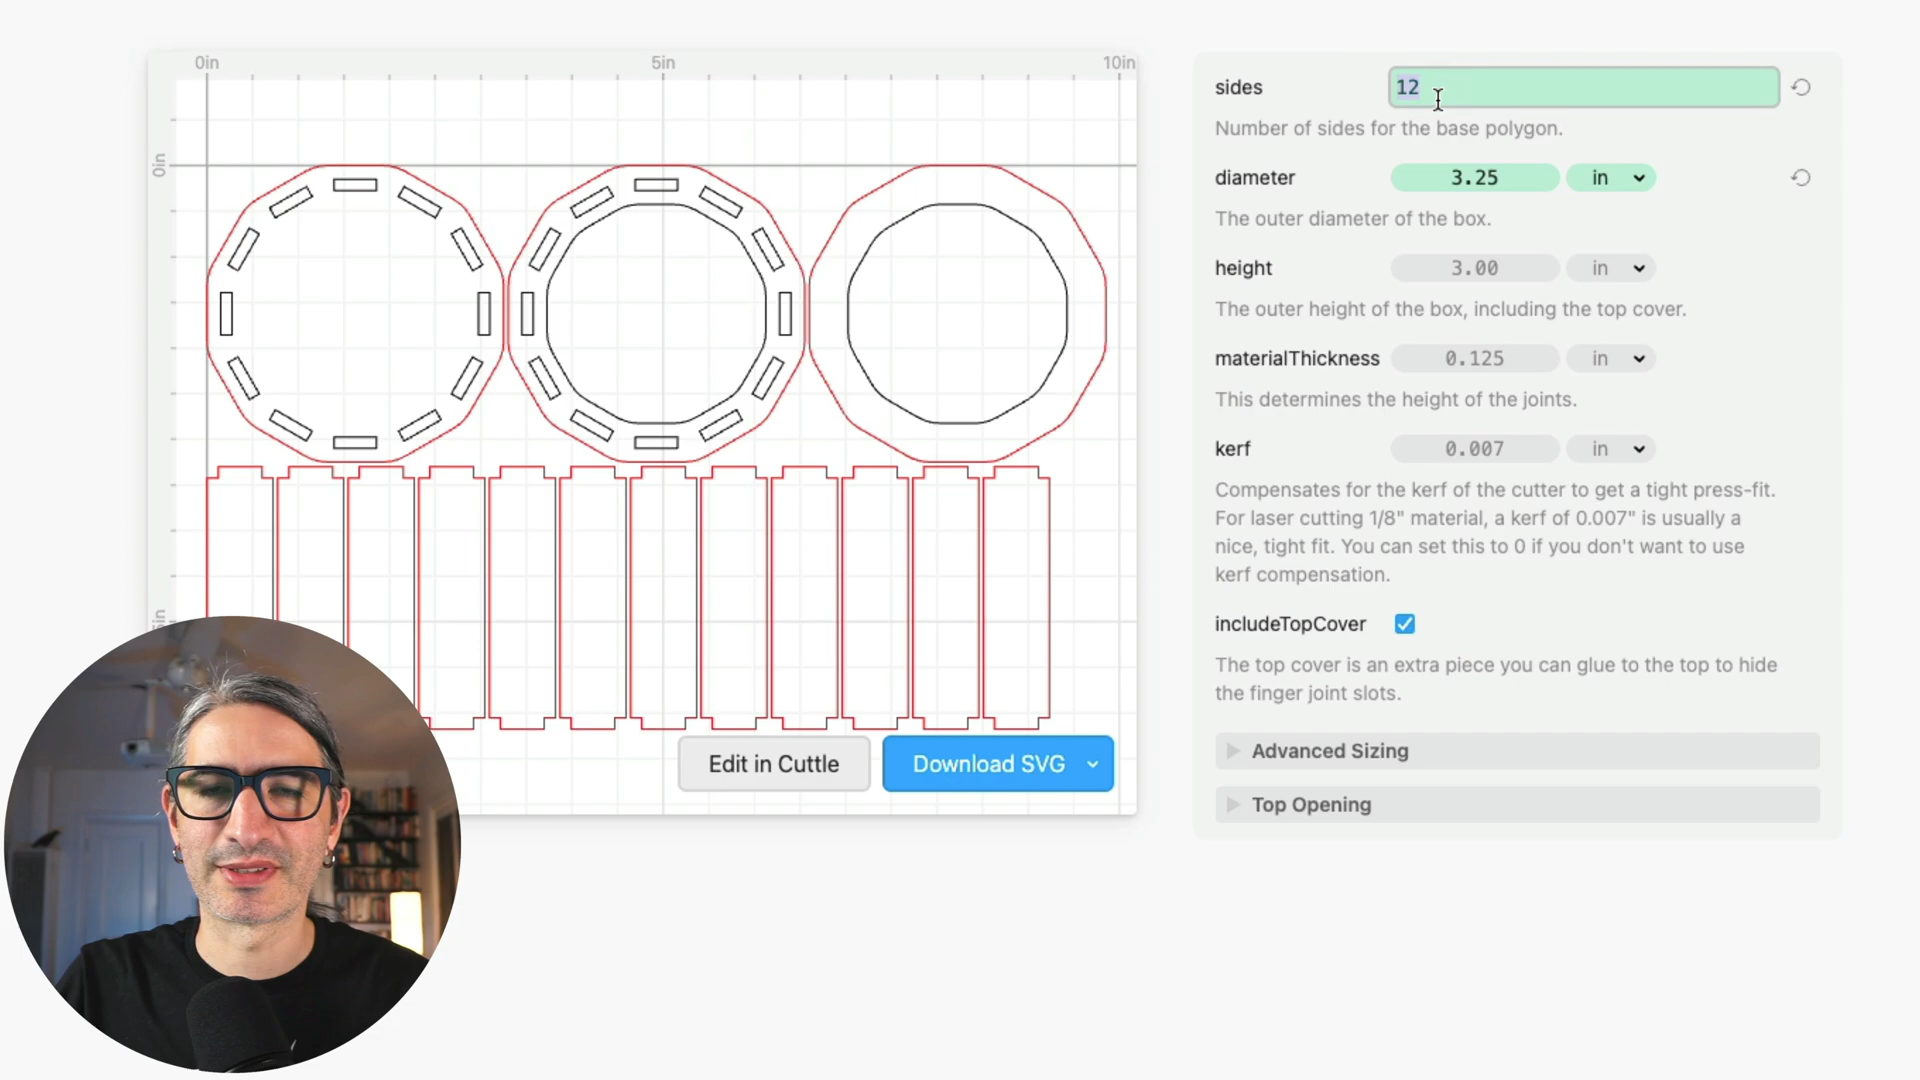 0in 5in 10in
0in
5in
Edit in Cuttle
Download SVG
sides 12
Number of sides for the base polygon.
diameter 3.25 in
The outer diameter of the box.
height 3.00 in
The outer height of the box, including the top cover.
materialThickness 0.125 in
This determines the height of the joints.
kerf 0.007 in
Compensates for the kerf of the cutter to get a tight press-fit.
For laser cutting 1/8" material, a kerf of 0.007" is usually a
nice, tight fit. You can set this to 0 if you don't want to use
kerf compensation.
includeTopCover
The top cover is an extra piece you can glue to the top to hide
the finger joint slots.
Advanced Sizing
Top Opening